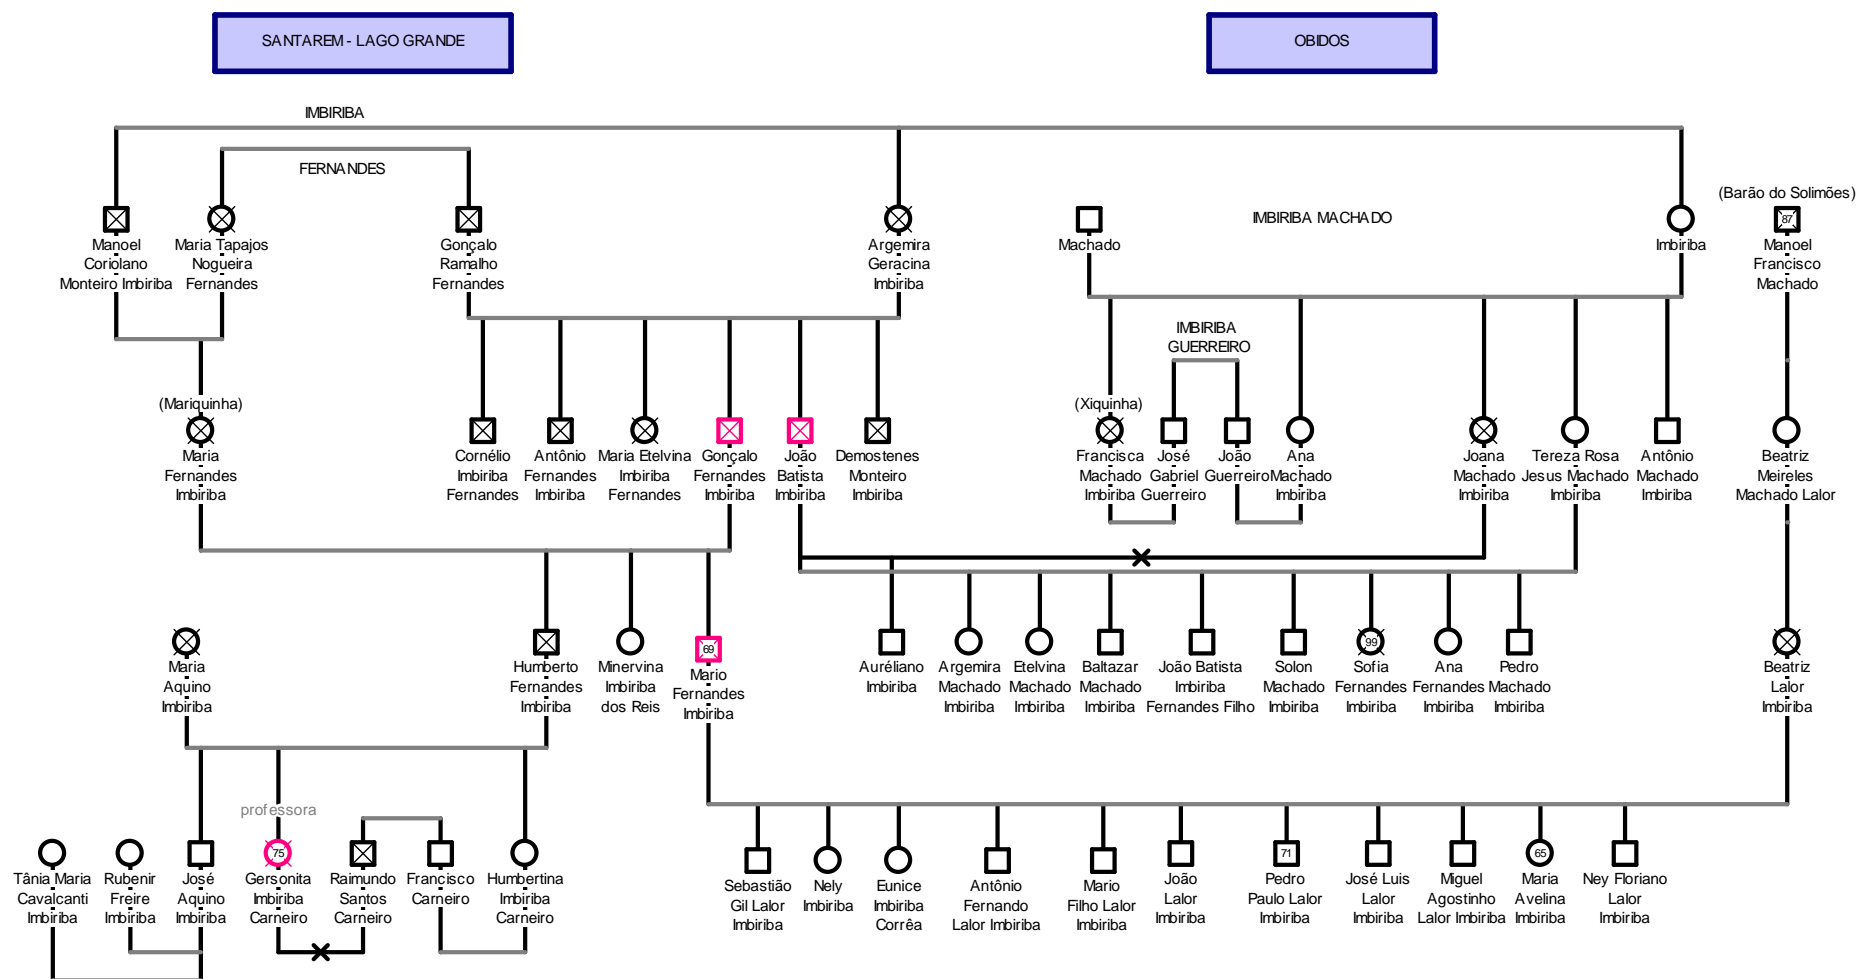 SANTAREM - LAGO GRANDE
OBIDOS
IMBIRIBA
FERNANDES
(Barão do Solimões)
Manoel
Coriolano
Monteiro Imbiriba
Maria Tapajos
Nogueira
Fernandes
Gonçalo
Ramalho
Fernandes
Argemira
Geracina
Imbiriba
Machado
IMBIRIBA MACHADO
Imbiriba
87
Manoel
Francisco
Machado
IMBIRIBA
GUERREIRO
(Mariquinha)
Maria
Fernandes
Imbiriba
Cornélio
Imbiriba
Fernandes
Antônio
Fernandes
Imbiriba
Maria Etelvina
Imbiriba
Fernandes
Gonçalo
Fernandes
Imbiriba
João
Batista
Imbiriba
Demostenes
Monteiro
Imbiriba
(Xiquinha)
Francisca
Machado
Imbiriba
José
Gabriel
Guerreiro
João
Guerreiro
Ana
Machado
Imbiriba
Joana
Machado
Imbiriba
Tereza Rosa
Jesus Machado
Imbiriba
Antônio
Machado
Imbiriba
Beatriz
Meireles
Machado Lalor
Maria
Aquino
Imbiriba
Humberto
Fernandes
Imbiriba
Minervina
Imbiriba
dos Reis
69
Mario
Fernandes
Imbiriba
Auréliano
Imbiriba
Argemira
Machado
Imbiriba
Etelvina
Machado
Imbiriba
Baltazar
Machado
Imbiriba
João Batista
Imbiriba
Fernandes Filho
Solon
Machado
Imbiriba
99
Sofia
Fernandes
Imbiriba
Ana
Fernandes
Imbiriba
Pedro
Machado
Imbiriba
Beatriz
Lalor
Imbiriba
professora
Tânia Maria
Cavalcanti
Imbiriba
Rubenir
Freire
Imbiriba
José
Aquino
Imbiriba
75
Gersonita
Imbiriba
Carneiro
Raimundo
Santos
Carneiro
Francisco
Carneiro
Humbertina
Imbiriba
Carneiro
Sebastião
Gil Lalor
Imbiriba
Nely
Imbiriba
Eunice
Imbiriba
Corrêa
Antônio
Fernando
Lalor Imbiriba
Mario
Filho Lalor
Imbiriba
João
Lalor
Imbiriba
71
Pedro
Paulo Lalor
Imbiriba
José Luis
Lalor
Imbiriba
Miguel
Agostinho
Lalor Imbiriba
65
Maria
Avelina
Imbiriba
Ney Floriano
Lalor
Imbiriba